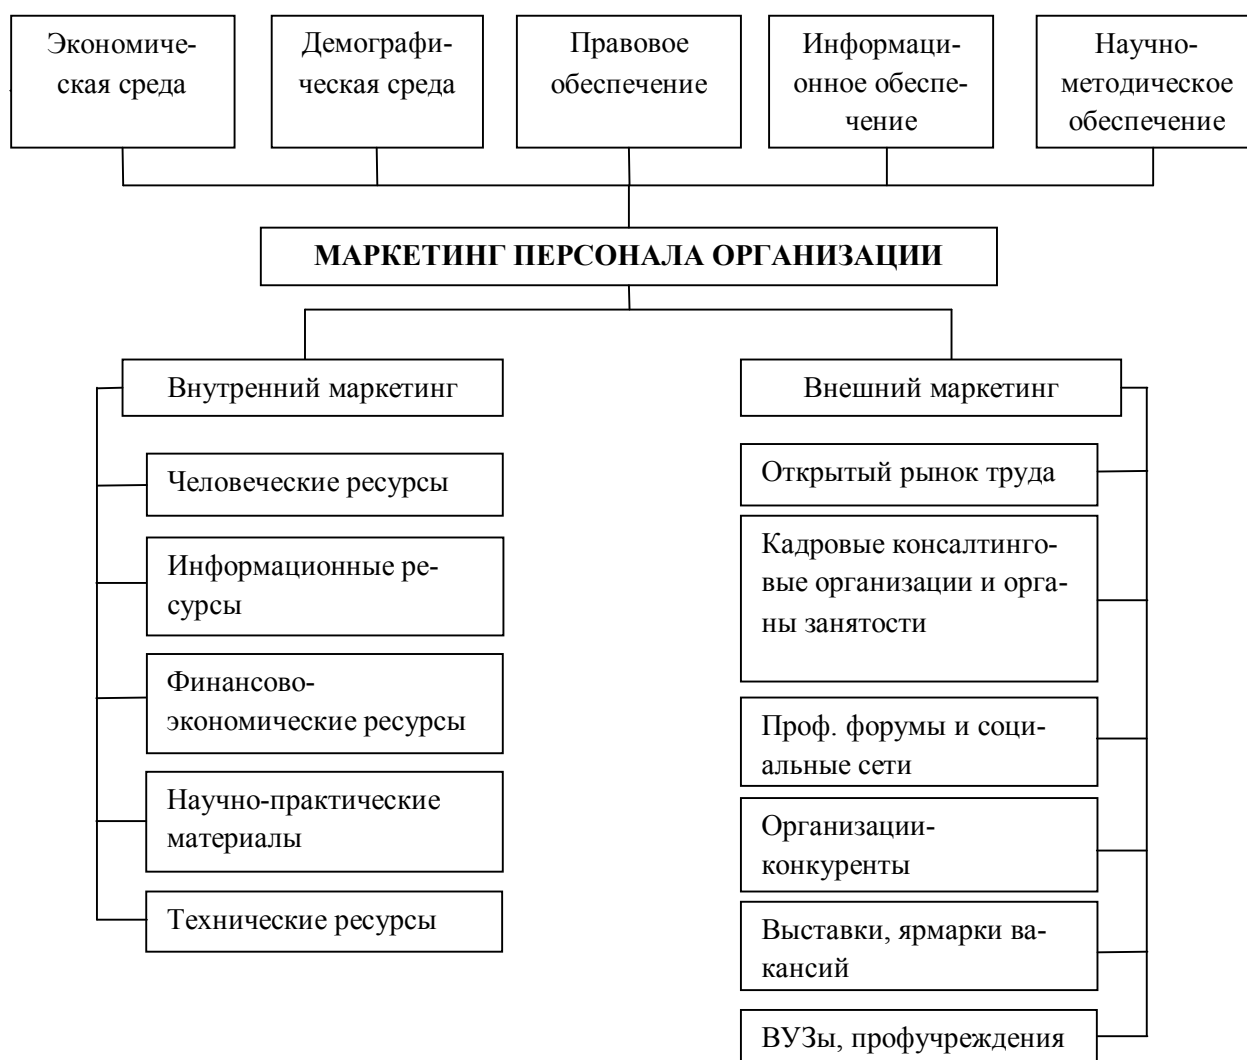 Экономиче-
ская среда
Демографи-
ческая среда
Правовое
обеспечение
Информаци-
онное обеспе-
чение
Научно-
методическое
обеспечение
МАРКЕТИНГ ПЕРСОНАЛА ОРГАНИЗАЦИИ
Внутренний маркетинг
Человеческие ресурсы
Информационные ре-
сурсы
Финансово-
экономические ресурсы
Научно-практические
материалы
Технические ресурсы
Внешний маркетинг
Открытый рынок труда
Кадровые консалтинго-
вые организации и орга-
ны занятости
Проф. форумы и соци-
альные сети
Организации-
конкуренты
Выставки, ярмарки ва-
кансий
ВУЗы, профучреждения